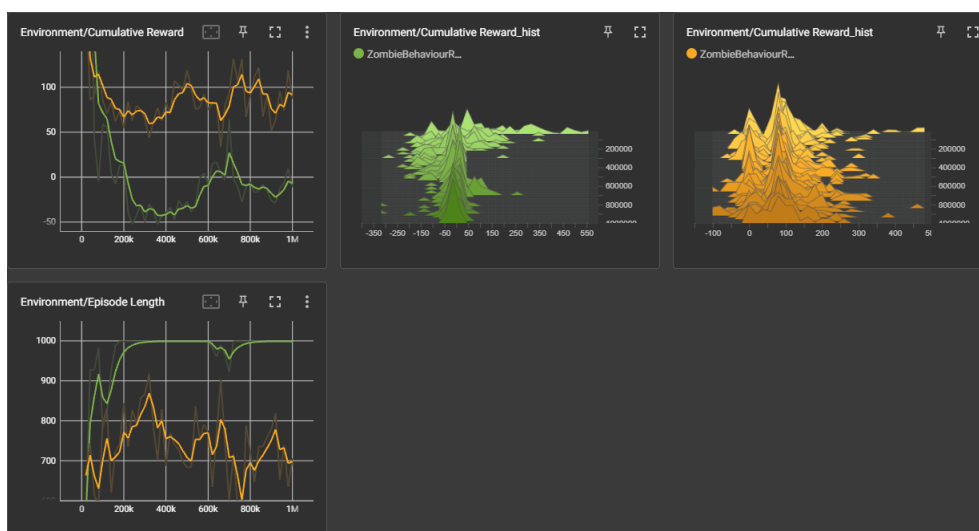 Environment/Cumulative Reward
100
50
0
-50
0 200k 400k 600k 800k 1M
Environment/Cumulative Reward_hist
ZombieBehaviourR...
200000
400000
600000
800000
-350 -250 -150 -50 50 150 250 350 450 550
Environment/Cumulative Reward_hist
ZombieBehaviourR...
200000
400000
600000
800000
-100 0 100 200 300 400
Environment/Episode Length
1000
900
800
700
0 200k 400k 600k 800k 1M